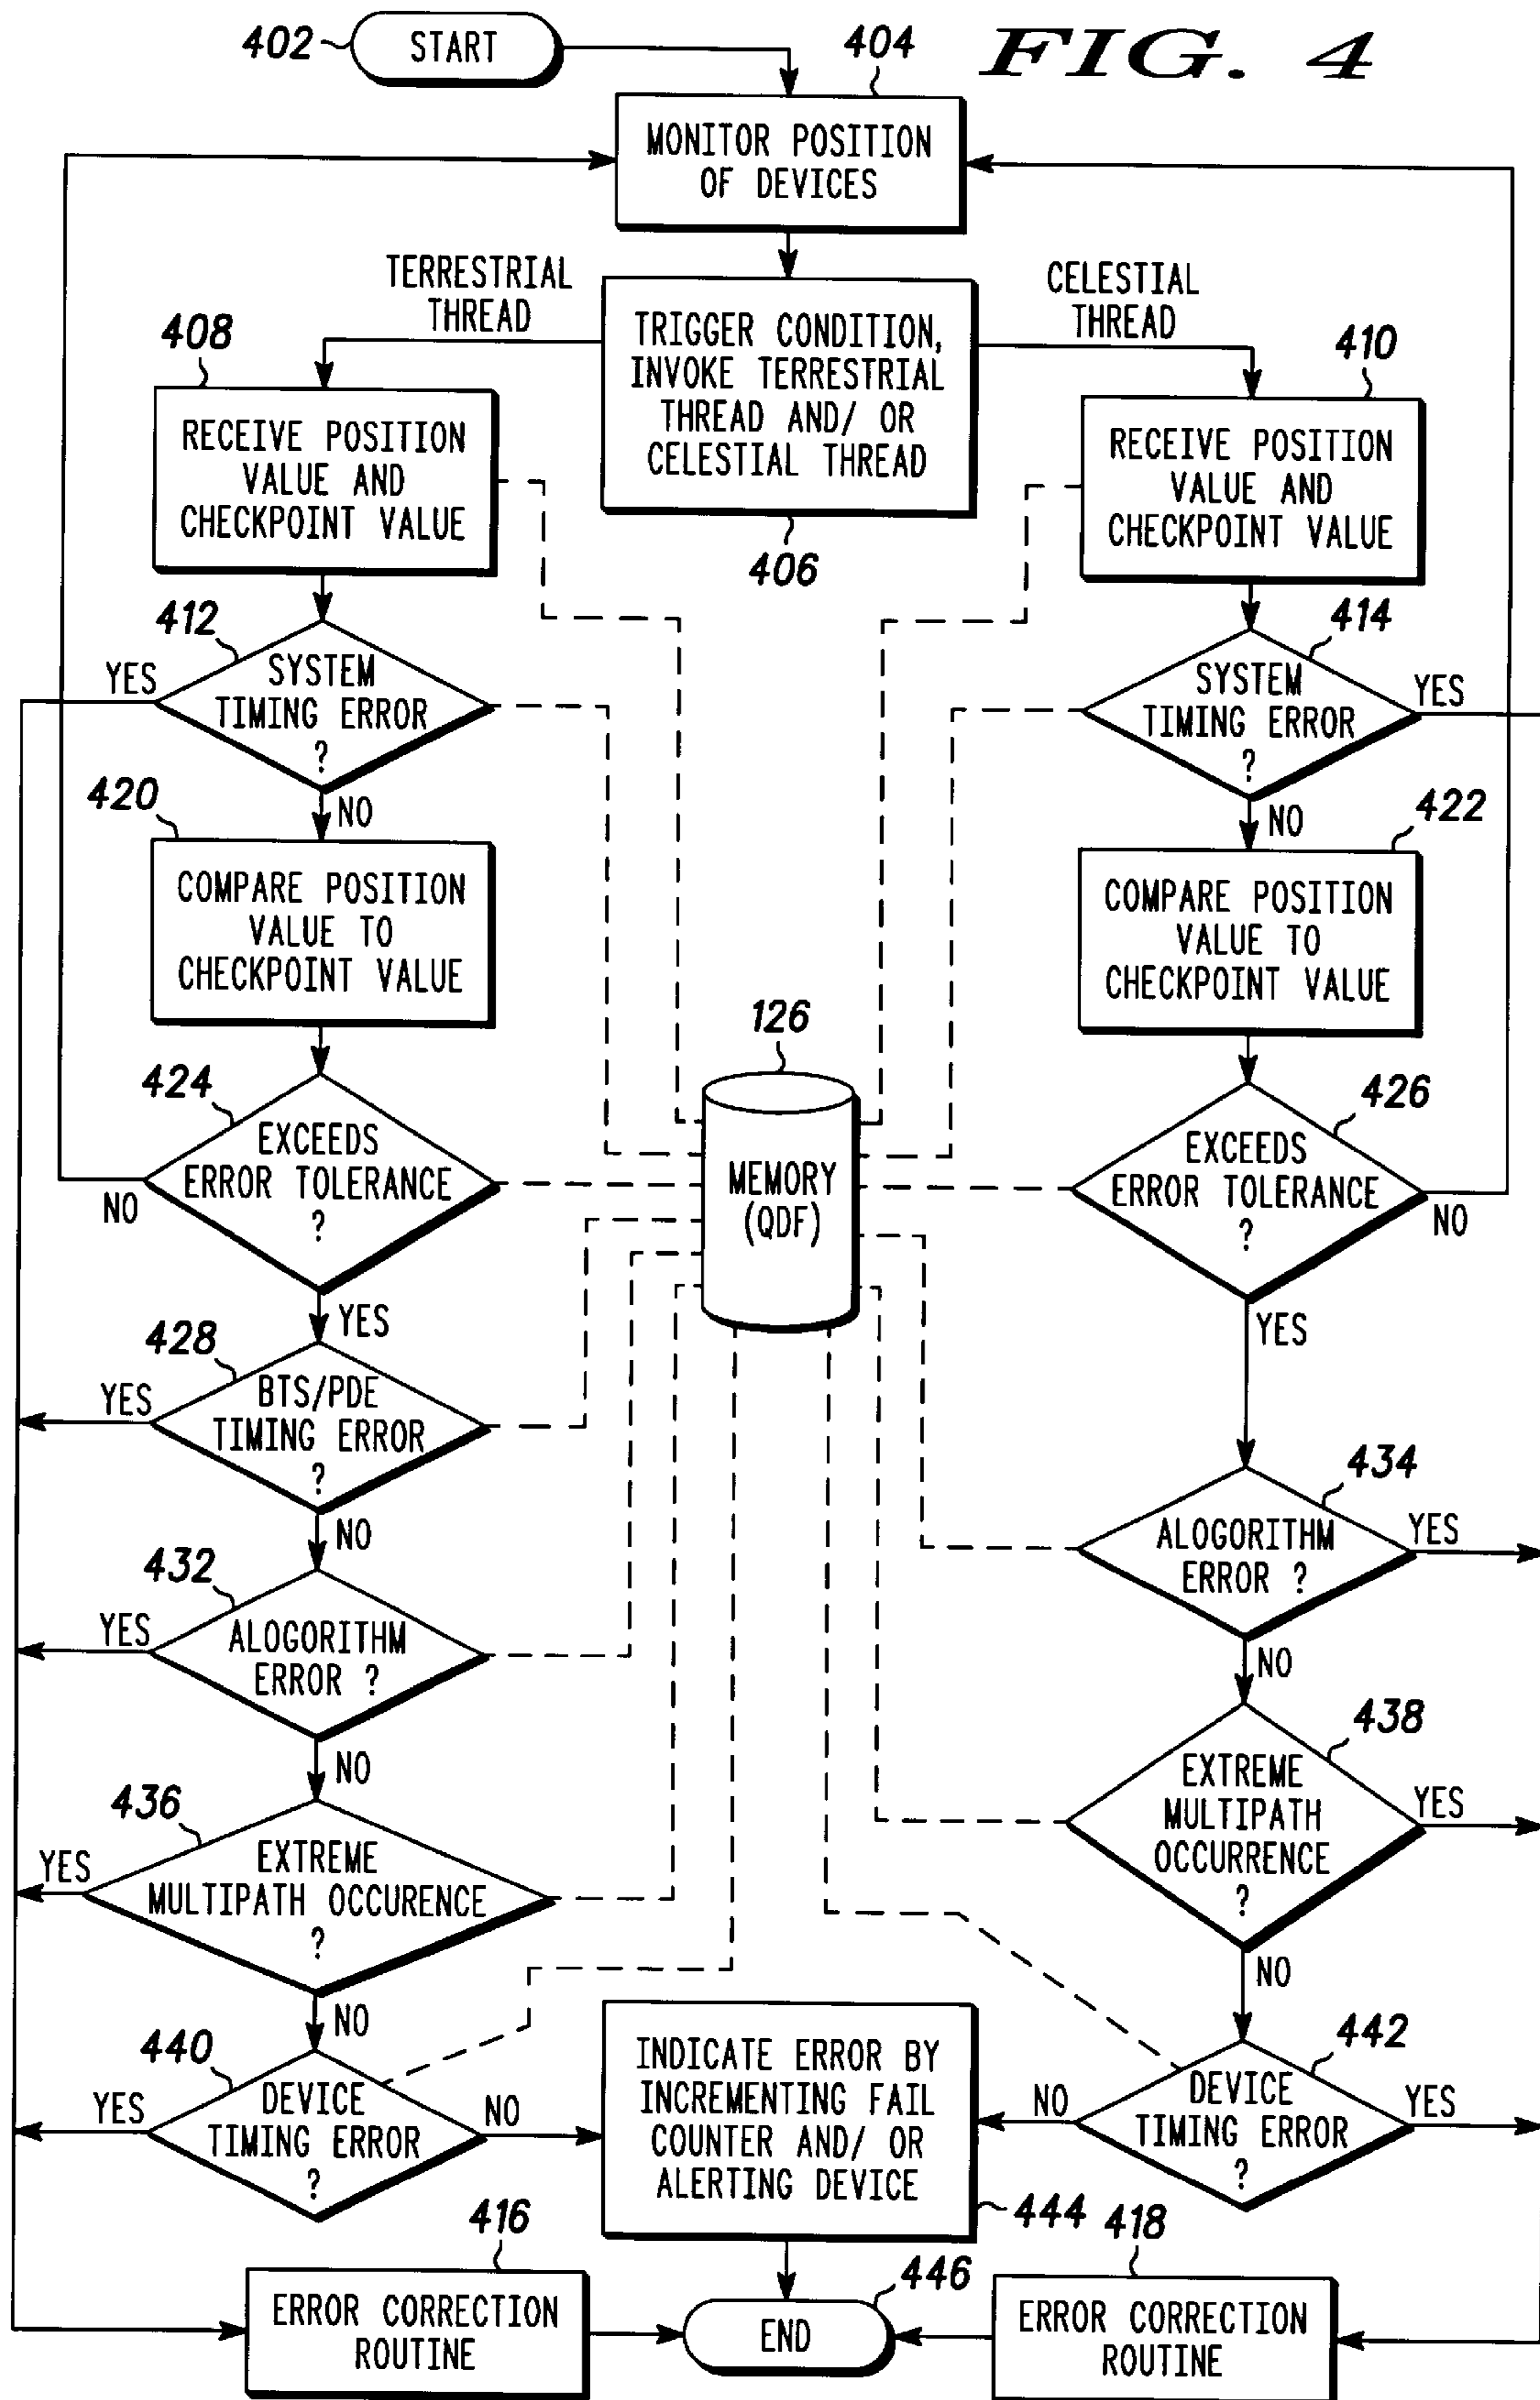 FIG. 4
402
START
404
MONITOR POSITION
OF DEVICES
TERRESTRIAL
THREAD
CELESTIAL
THREAD
TRIGGER CONDITION,
INVOKE TERRESTRIAL
THREAD AND/ OR
CELESTIAL THREAD
406
408
RECEIVE POSITION
VALUE AND
CHECKPOINT VALUE
410
RECEIVE POSITION
VALUE AND
CHECKPOINT VALUE
412
YES
SYSTEM
TIMING ERROR
?
NO
414
SYSTEM
TIMING ERROR
?
YES
NO
420
COMPARE POSITION
VALUE TO
CHECKPOINT VALUE
422
COMPARE POSITION
VALUE TO
CHECKPOINT VALUE
126
MEMORY
(QDF)
424
EXCEEDS
ERROR TOLERANCE
?
NO
YES
426
EXCEEDS
ERROR TOLERANCE
?
NO
YES
428
YES
BTS/PDE
TIMING ERROR
?
NO
432
YES
ALOGORITHM
ERROR ?
NO
434
ALOGORITHM
ERROR ?
YES
NO
436
YES
EXTREME
MULTIPATH OCCURENCE
?
NO
438
EXTREME
MULTIPATH
OCCURRENCE
?
YES
NO
440
YES
DEVICE
TIMING ERROR
?
NO
INDICATE ERROR BY
INCREMENTING FAIL
COUNTER AND/ OR
ALERTING DEVICE
444
442
NO
DEVICE
TIMING ERROR
?
YES
416
ERROR CORRECTION
ROUTINE
446
END
418
ERROR CORRECTION
ROUTINE